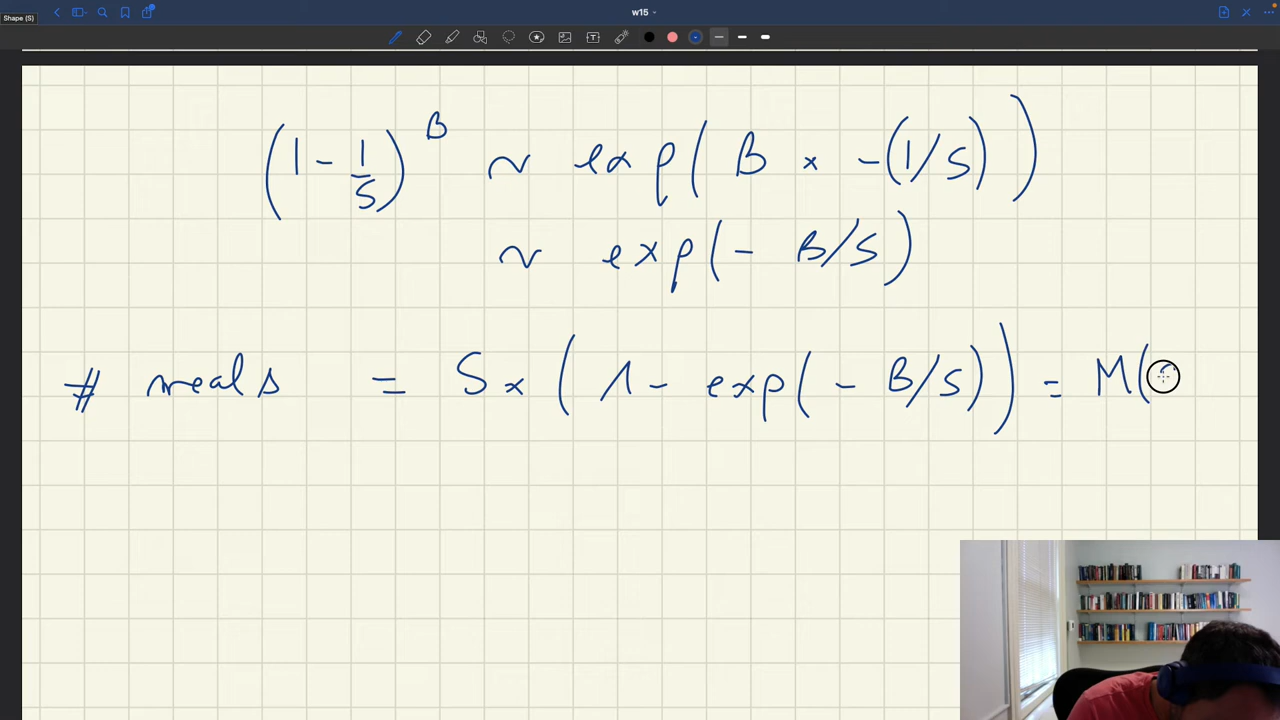 Shape (S)
w15
(1 - 1/S)^B ~ exp(B × -(1/S))
~ exp(- B/S)
# meals = S × (1 - exp(- B/S)) = M(